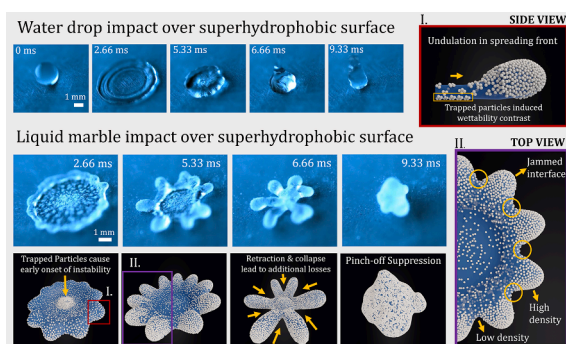 Water drop impact over superhydrophobic surface
0 ms
2.66 ms
5.33 ms
6.66 ms
9.33 ms
1 mm
I.
SIDE VIEW
Undulation in spreading front
Trapped particles induced
wettability contrast
Liquid marble impact over superhydrophobic surface
2.66 ms
5.33 ms
6.66 ms
9.33 ms
1 mm
Trapped Particles cause
early onset of instability
I.
II.
Retraction & collapse
lead to additional losses
Pinch-off Suppression
II.
TOP VIEW
Jammed
interface
High
density
Low density